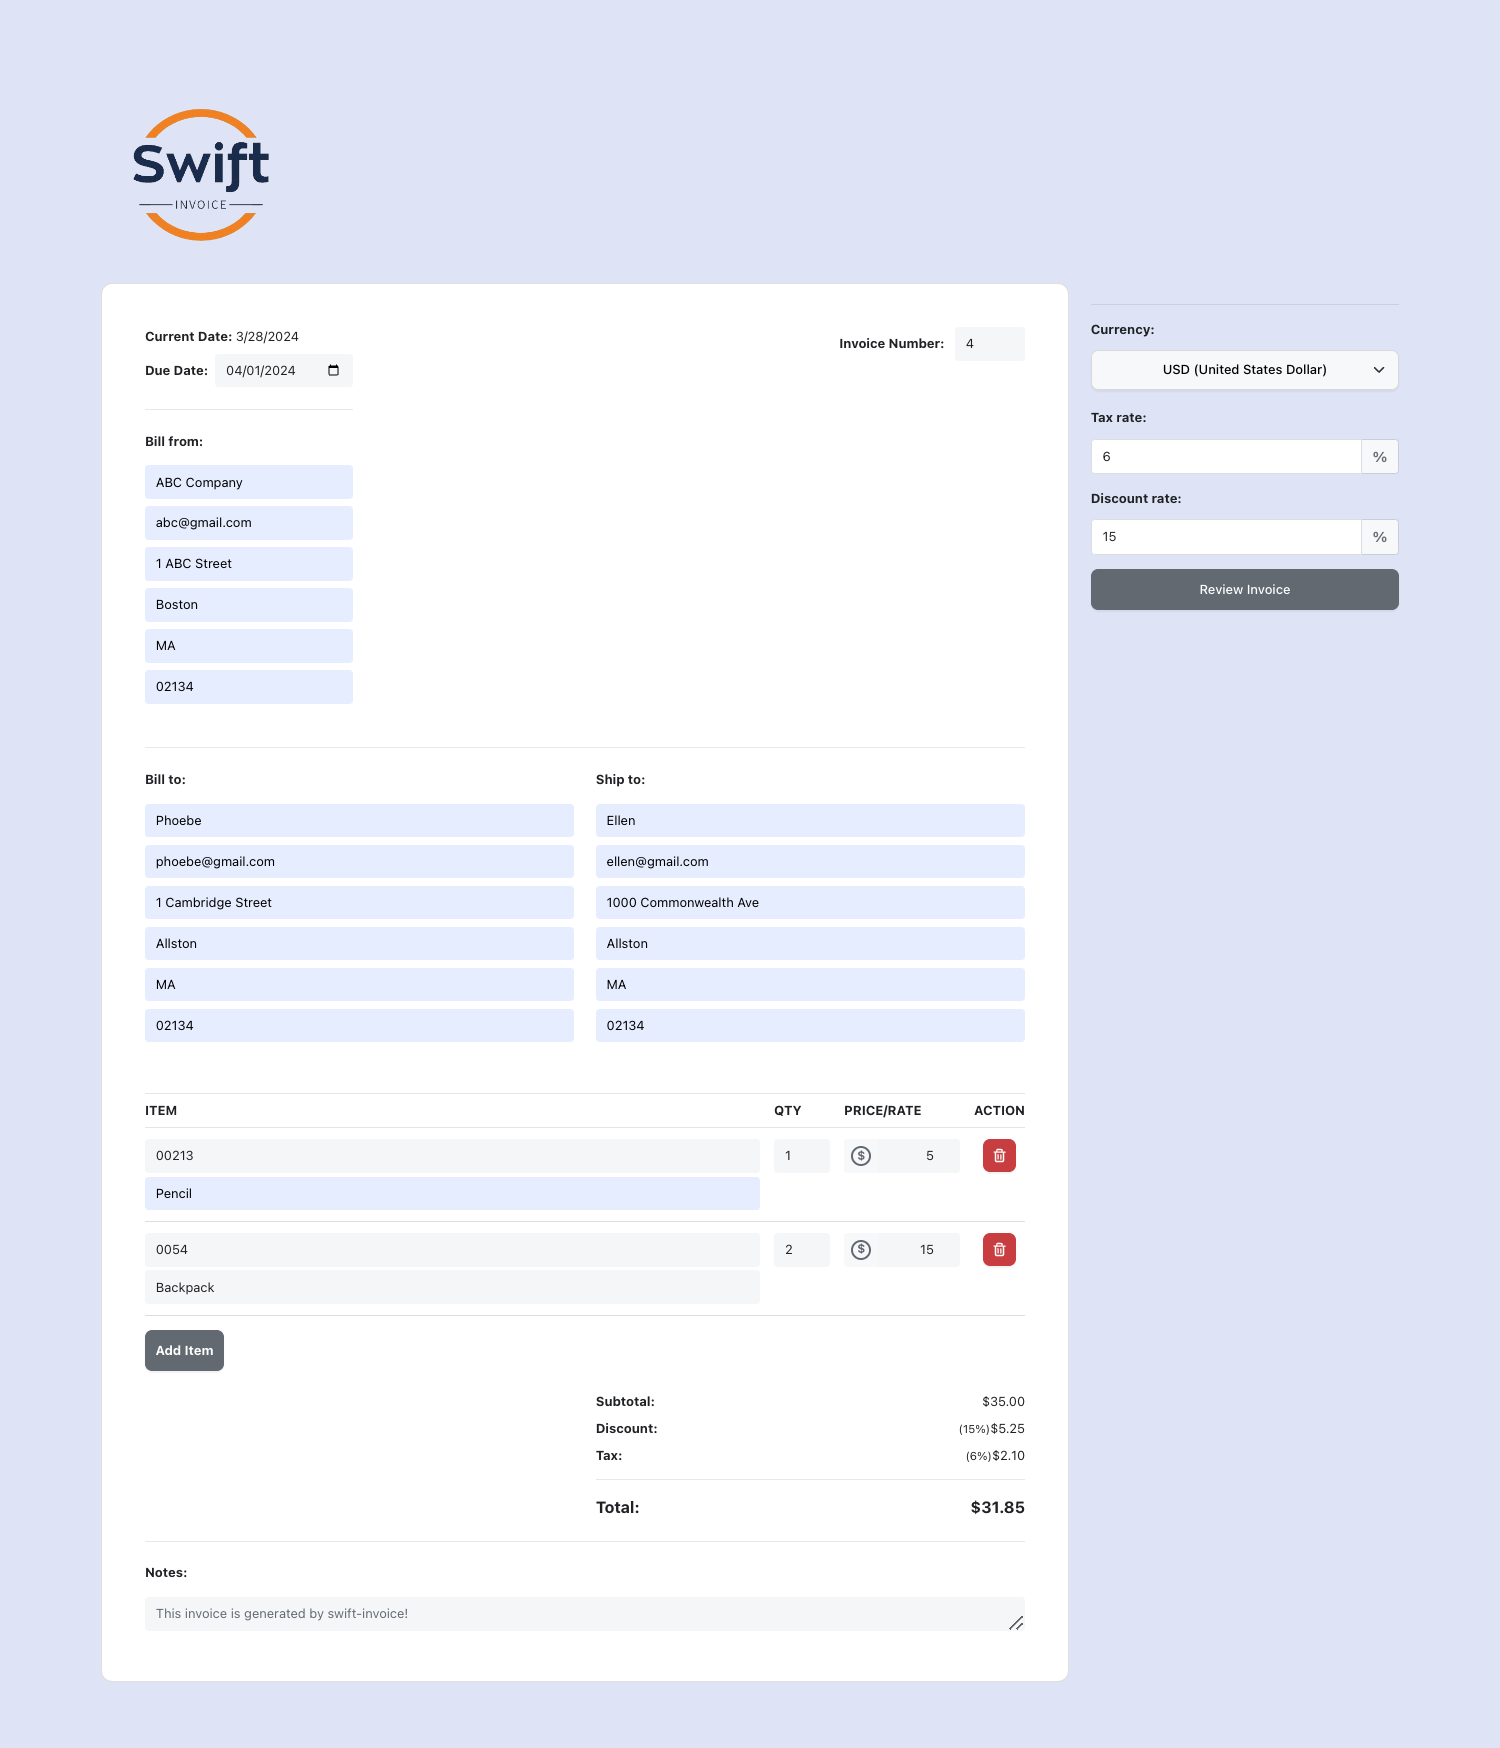 Swift
INVOICE
Current Date: 3/28/2024
Invoice Number: 4
Due Date: 04/01/2024
Bill from:
ABC Company
abc@gmail.com
1 ABC Street
Boston
MA
02134
Currency:
USD (United States Dollar)
Tax rate:
6 %
Discount rate:
15 %
Review Invoice
Bill to:
Phoebe
phoebe@gmail.com
1 Cambridge Street
Allston
MA
02134
Ship to:
Ellen
ellen@gmail.com
1000 Commonwealth Ave
Allston
MA
02134
ITEM QTY PRICE/RATE ACTION
00213 1 $ 5
Pencil
0054 2 $ 15
Backpack
Add Item
Subtotal: $35.00
Discount: (15%)$5.25
Tax: (6%)$2.10
Total: $31.85
Notes:
This invoice is generated by swift-invoice!